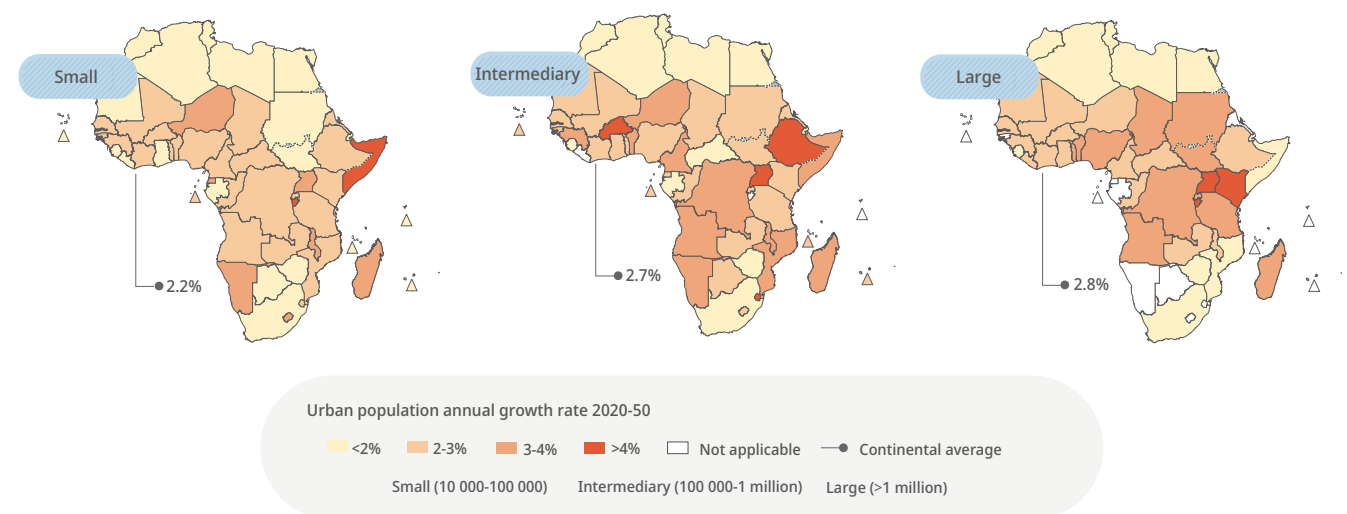 Small
Intermediary
Large
2.2%
2.7%
2.8%
Urban population annual growth rate 2020-50
<2% 2-3% 3-4% >4% Not applicable Continental average
Small (10 000-100 000) Intermediary (100 000-1 million) Large (>1 million)